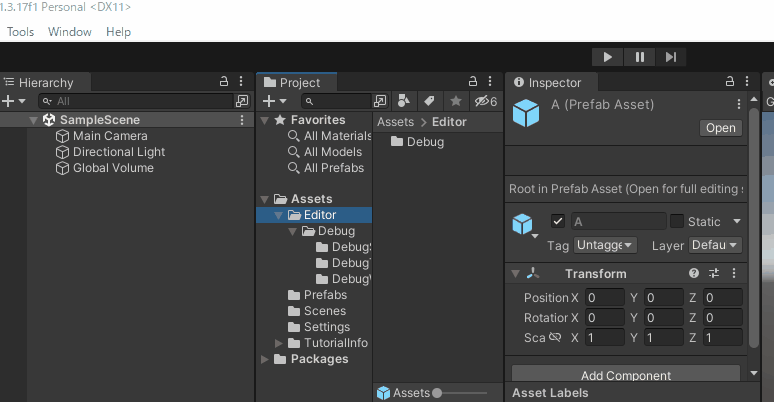 1.3.17f1 Personal <DX11>
Tools Window Help
Hierarchy
All
SampleScene
Main Camera
Directional Light
Global Volume
Project
6
Favorites
All Materials
All Models
All Prefabs
Assets
Editor
Debug
DebugS
Debug
DebugV
Prefabs
Scenes
Settings
TutorialInfo
Packages
Assets > Editor
Debug
Assets
Inspector
A (Prefab Asset)
Open
Root in Prefab Asset (Open for full editing s
A Static
Tag Untagge Layer Defau
Transform
Position X 0 Y 0 Z 0
Rotation X 0 Y 0 Z 0
Sca X 1 Y 1 Z 1
Add Component
Asset Labels
G